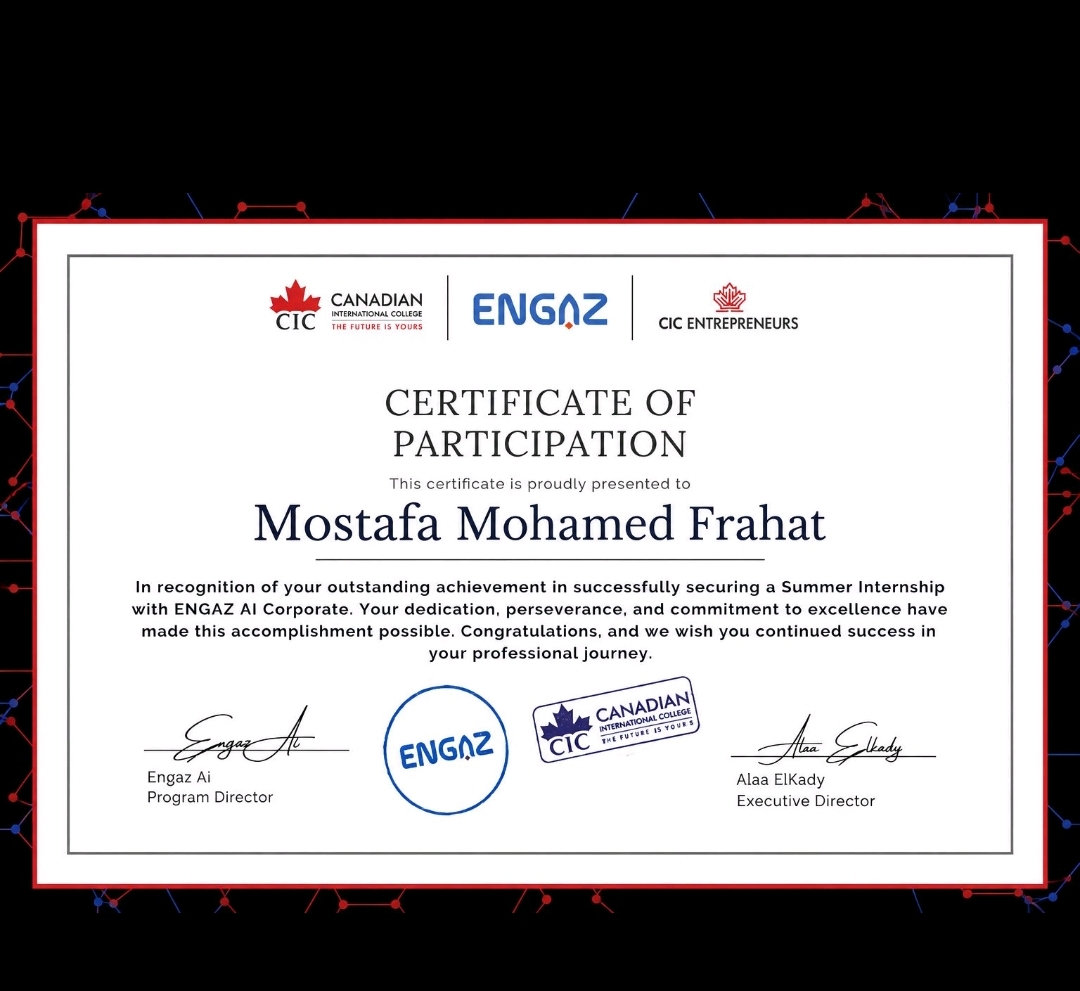 CIC
CANADIAN
INTERNATIONAL COLLEGE
THE FUTURE IS YOURS
ENGAZ
CIC ENTREPRENEURS
CERTIFICATE OF
PARTICIPATION
This certificate is proudly presented to
Mostafa Mohamed Frahat
In recognition of your outstanding achievement in successfully securing a Summer Internship
with ENGAZ AI Corporate. Your dedication, perseverance, and commitment to excellence have
made this accomplishment possible. Congratulations, and we wish you continued success in
your professional journey.
Engaz Ai
Engaz Ai
Program Director
ENGAZ
CIC
CANADIAN
INTERNATIONAL COLLEGE
THE FUTURE IS YOURS
Alaa Elkady
Alaa ElKady
Executive Director